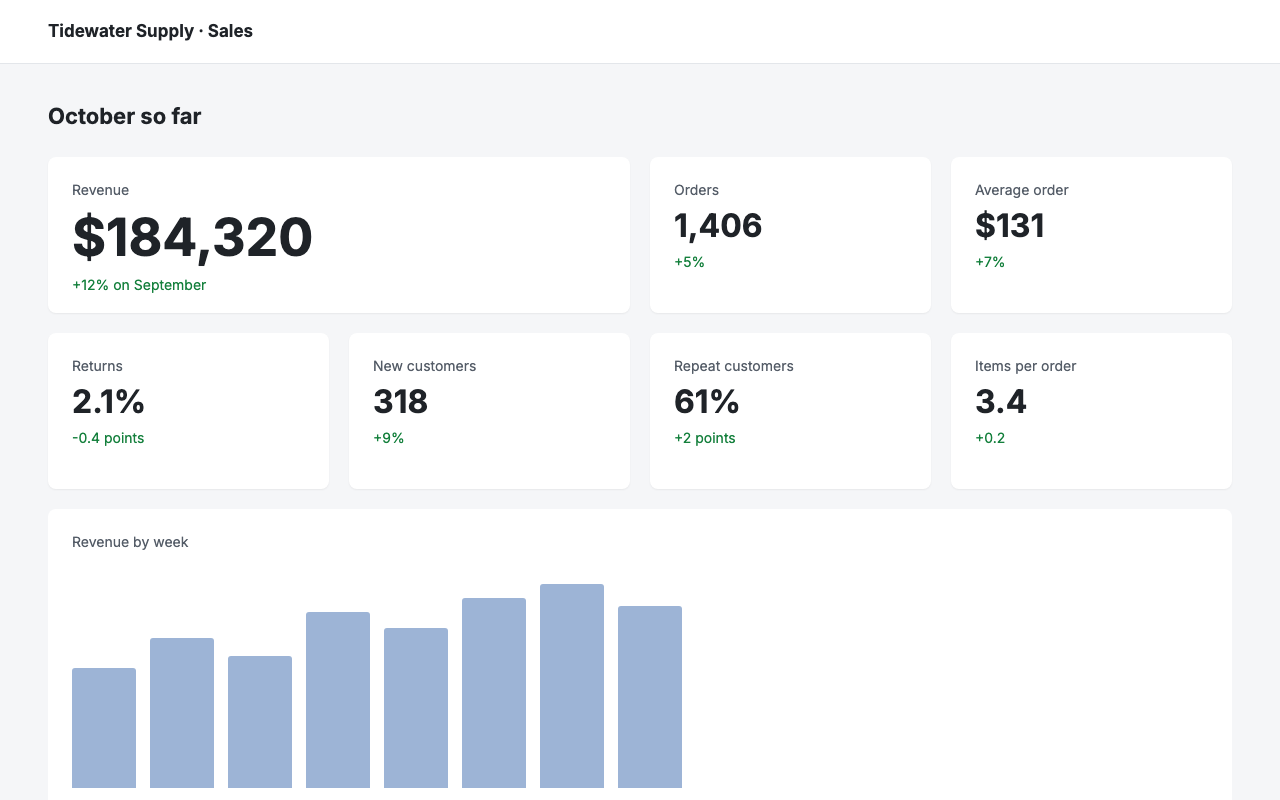 Tidewater Supply · Sales
October so far
Revenue
$184,320
+12% on September
Orders
1,406
+5%
Average order
$131
+7%
Returns
2.1%
-0.4 points
New customers
318
+9%
Repeat customers
61%
+2 points
Items per order
3.4
+0.2
Revenue by week